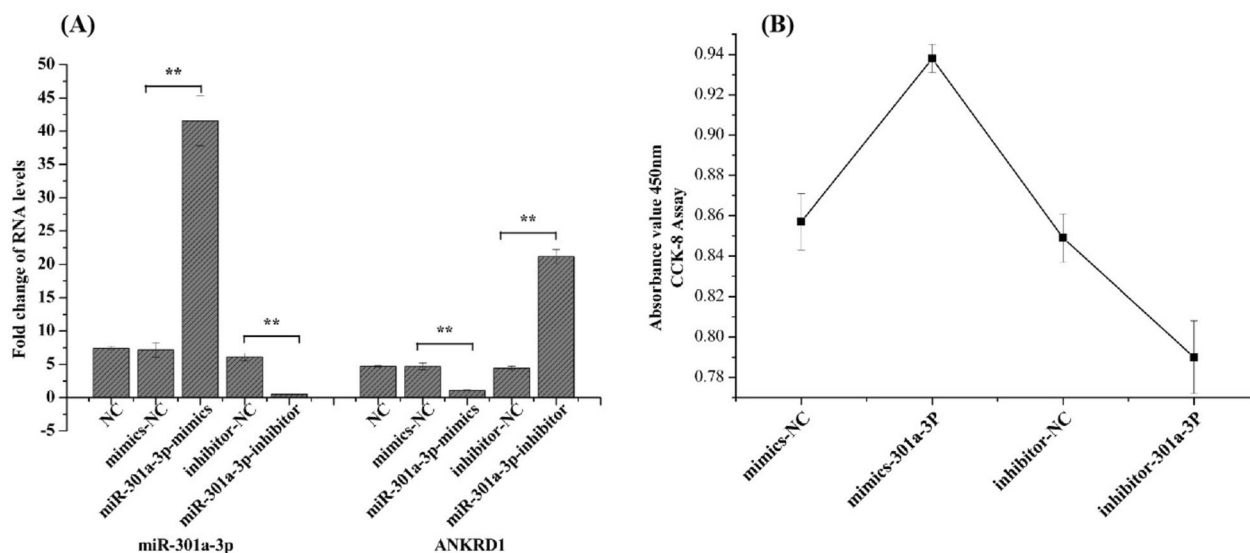 (A)
Fold change of RNA levels
50
45
40
35
30
25
20
15
10
5
0
-5
**
**
**
**
NC
mimics-NC
miR-301a-3p-mimics
inhibitor-NC
miR-301a-3p-inhibitor
NC
mimics-NC
miR-301a-3p-mimics
inhibitor-NC
miR-301a-3p-inhibitor
miR-301a-3p
ANKRD1
(B)
Absorbance value 450nm
CCK-8 Assay
0.94
0.92
0.90
0.88
0.86
0.84
0.82
0.80
0.78
mimics-NC
mimics-301a-3P
inhibitor-NC
inhibitor-301a-3P